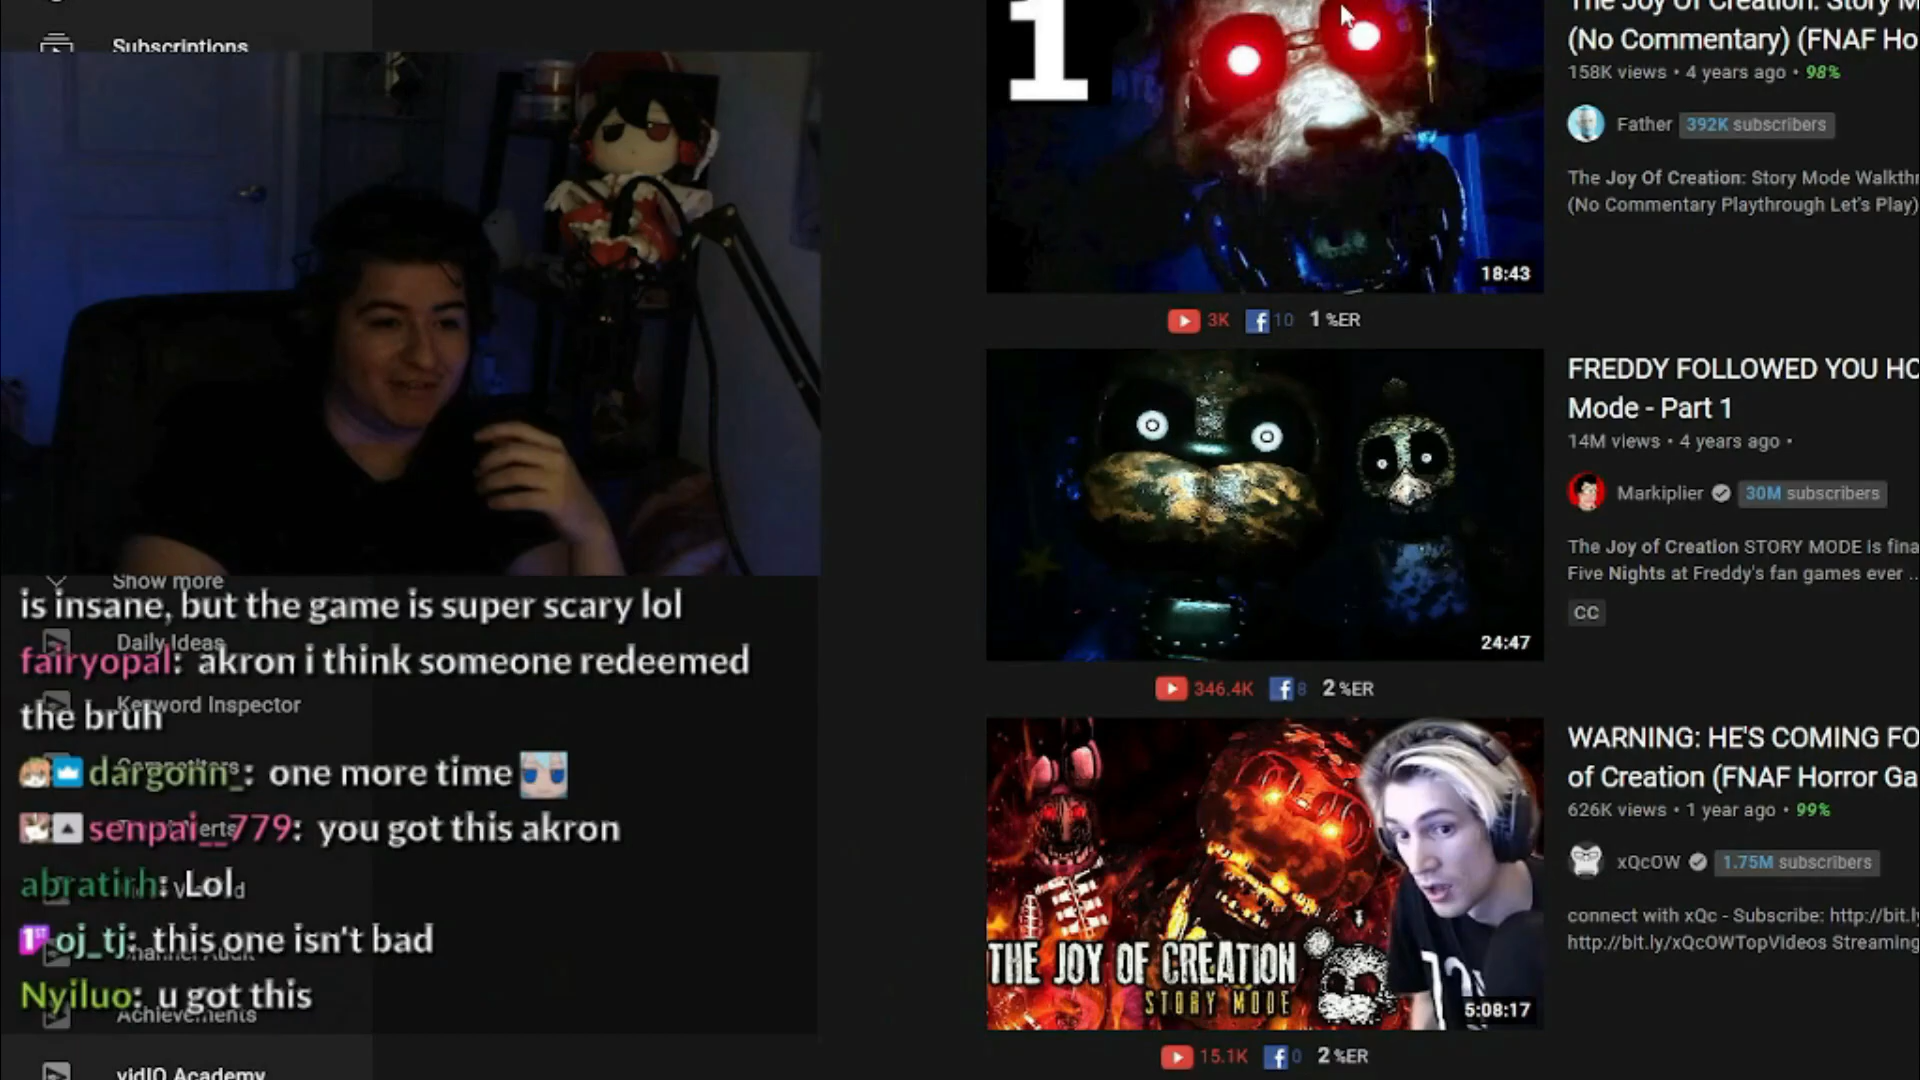 Subscriptions
Show more
is insane, but the game is super scary lol
Daily Ideas
fairyopal: akron i think someone redeemed
Keyword Inspector
the bruh
dargonn_: one more time
senpai__779: you got this akron
abratirh: Lol
oj_tj: this one isn't bad
Nyiluo: u got this
Achievements
vidIQ Academy
1
18:43
3K 10 1 %ER
The Joy Of Creation: Story M
(No Commentary) (FNAF Ho
158K views • 4 years ago • 98%
Father 392K subscribers
The Joy Of Creation: Story Mode Walkthr
(No Commentary Playthrough Let's Play)
24:47
346.4K 8 2 %ER
FREDDY FOLLOWED YOU HO
Mode - Part 1
14M views • 4 years ago •
Markiplier 30M subscribers
The Joy of Creation STORY MODE is fina
Five Nights at Freddy's fan games ever ...
CC
THE JOY OF CREATION
STORY MODE
5:08:17
15.1K 0 2 %ER
WARNING: HE'S COMING FO
of Creation (FNAF Horror Ga
626K views • 1 year ago • 99%
xQcOW 1.75M subscribers
connect with xQc - Subscribe: http://bit.ly
http://bit.ly/xQcOWTopVideos Streaming